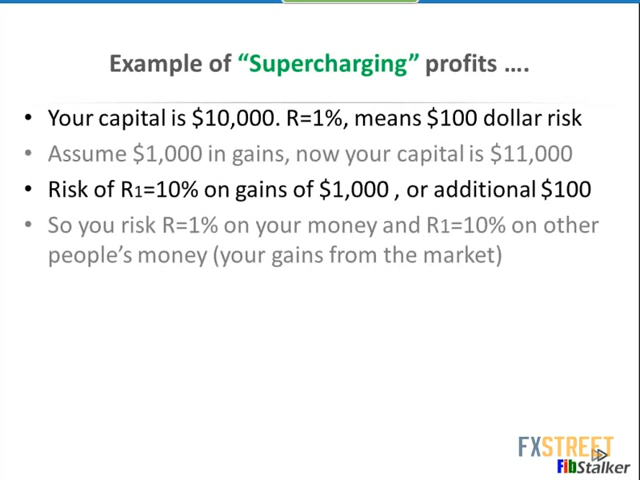 Example of “Supercharging” profits ….
• Your capital is $10,000. R=1%, means $100 dollar risk
• Assume $1,000 in gains, now your capital is $11,000
• Risk of R1=10% on gains of $1,000 , or additional $100
• So you risk R=1% on your money and R1=10% on other
people’s money (your gains from the market)
FXSTREET
FibStalker